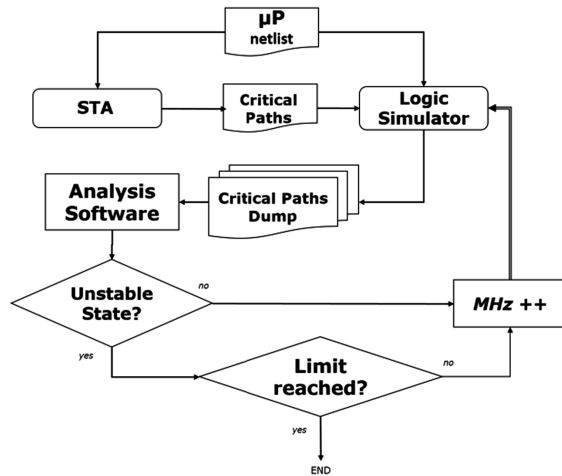 µP
netlist
STA
Critical
Paths
Logic
Simulator
Analysis
Software
Critical Paths
Dump
Unstable
State?
no
MHz ++
yes
Limit
reached?
no
yes
END